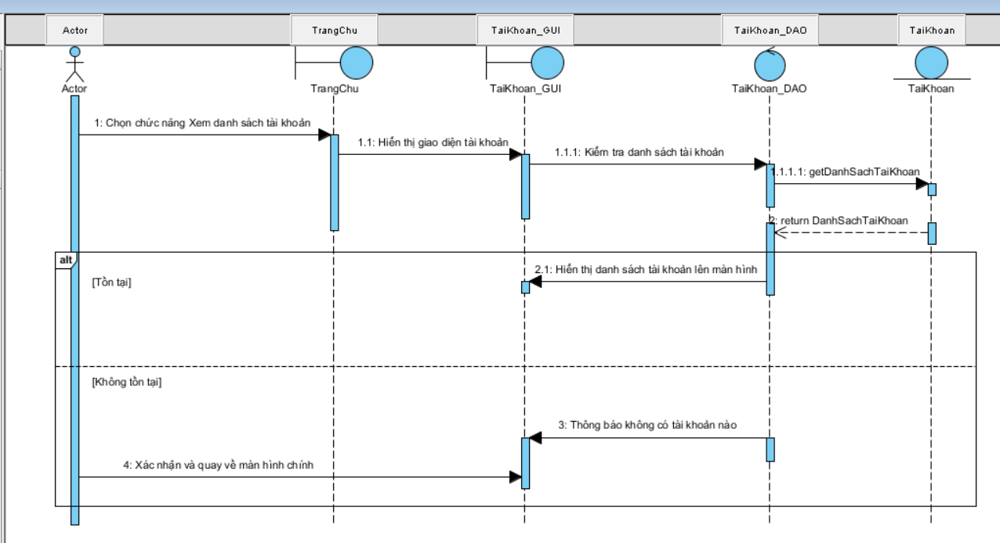 Actor
TrangChu
TaiKhoan_GUI
TaiKhoan_DAO
TaiKhoan
Actor
TrangChu
TaiKhoan_GUI
TaiKhoan_DAO
TaiKhoan
1: Chọn chức năng Xem danh sách tài khoản
1.1: Hiển thị giao diện tài khoản
1.1.1: Kiểm tra danh sách tài khoản
1.1.1.1: getDanhSachTaiKhoan
2: return DanhSachTaiKhoan
alt
2.1: Hiển thị danh sách tài khoản lên màn hình
[Tồn tại]
[Không tồn tại]
3: Thông báo không có tài khoản nào
4: Xác nhận và quay về màn hình chính